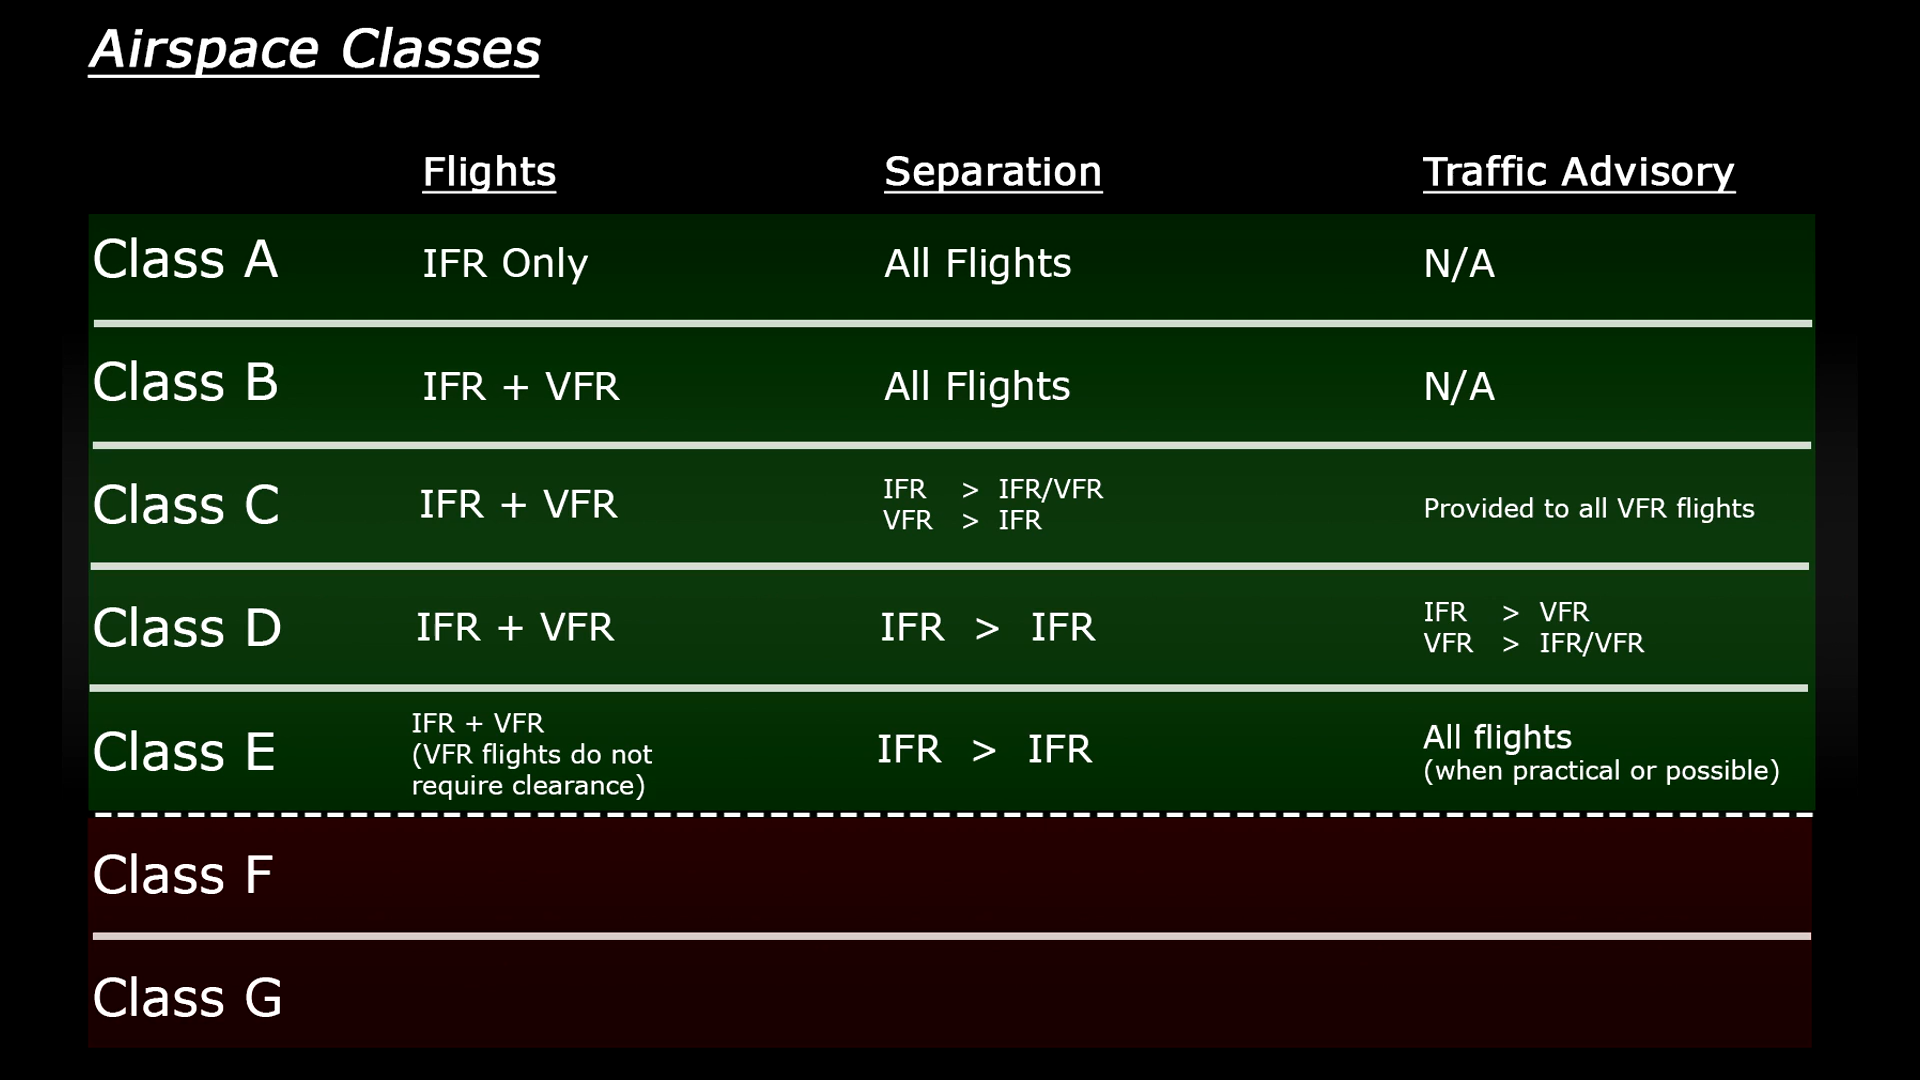 Airspace Classes
Flights Separation Traffic Advisory
Class A IFR Only All Flights N/A
Class B IFR + VFR All Flights N/A
Class C IFR + VFR IFR > IFR/VFR
VFR > IFR Provided to all VFR flights
Class D IFR + VFR IFR > IFR IFR > VFR
VFR > IFR/VFR
Class E IFR + VFR
(VFR flights do not
require clearance) IFR > IFR All flights
(when practical or possible)
Class F
Class G